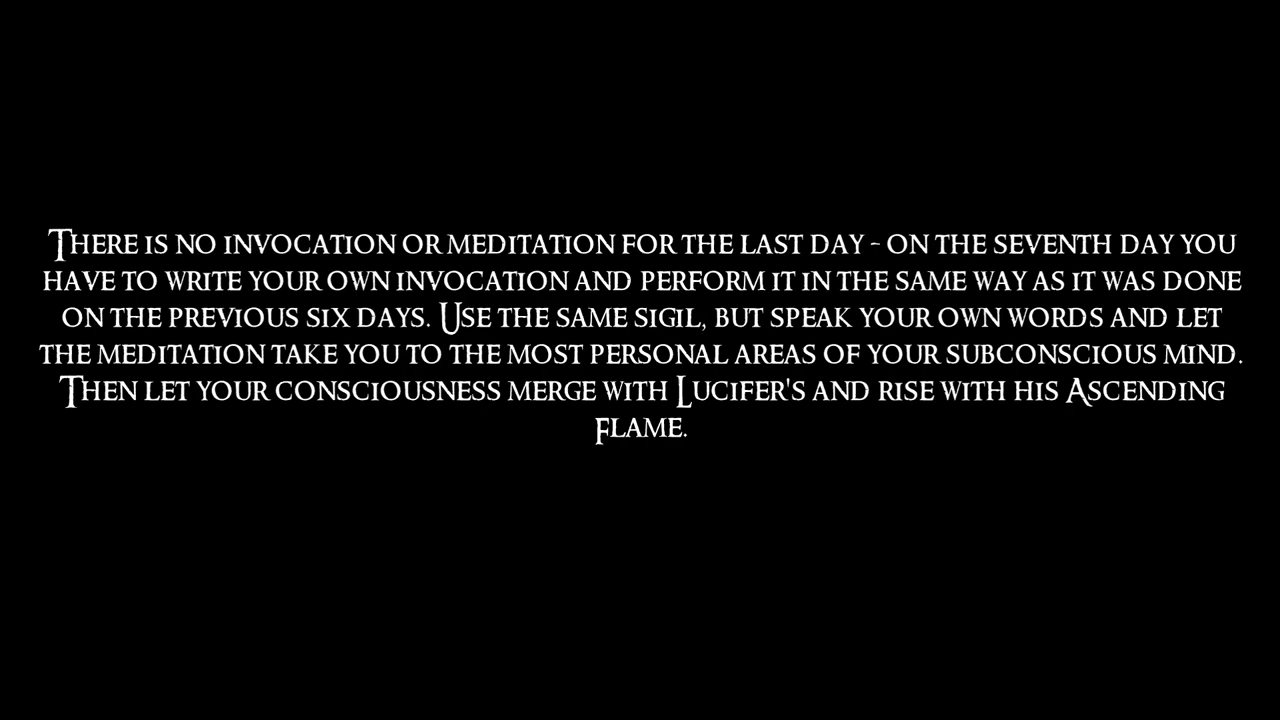 There is no invocation or meditation for the last day - on the seventh day you
have to write your own invocation and perform it in the same way as it was done
on the previous six days. Use the same sigil, but speak your own words and let
the meditation take you to the most personal areas of your subconscious mind.
Then let your consciousness merge with Lucifer's and rise with his Ascending
Flame.